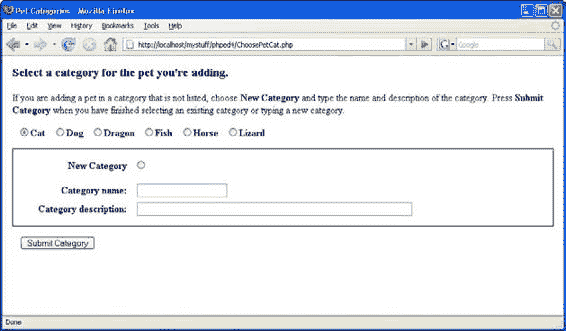 Pet Categories - Mozilla Firefox
File Edit View History Bookmarks Tools Help
http://localhost/mystuff/phped4/ChoosePetCat.php
Google
Select a category for the pet you're adding.
If you are adding a pet in a category that is not listed, choose New Category and type the name and description of the category. Press Submit
Category when you have finished selecting an existing category or typing a new category.
Cat Dog Dragon Fish Horse Lizard
New Category
Category name:
Category description:
Submit Category
Done